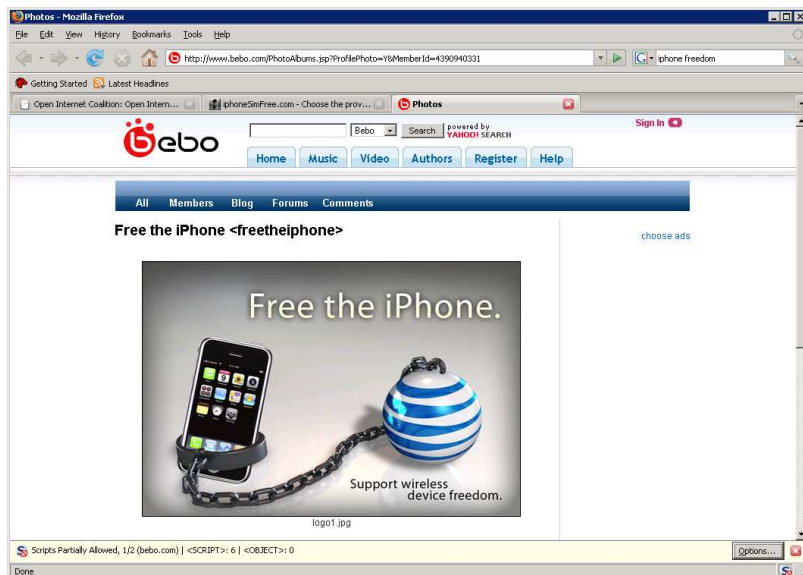 Photos - Mozilla Firefox
File Edit View History Bookmarks Tools Help
http://www.bebo.com/PhotoAlbums.jsp?ProfilePhoto=Y&MemberId=4390940331
iphone freedom
Getting Started Latest Headlines
Open Internet Coalition: Open Intern... iphoneSimFree.com - Choose the prov... Photos
bebo
Bebo Search powered by YAHOO! SEARCH
Sign In
Home Music Video Authors Register Help
All Members Blog Forums Comments
Free the iPhone <freetheiphone>
choose ads
Free the iPhone.
Support wireless
device freedom.
logo1.jpg
Scripts Partially Allowed, 1/2 (bebo.com) | <SCRIPT>: 6 | <OBJECT>: 0
Options...
Done